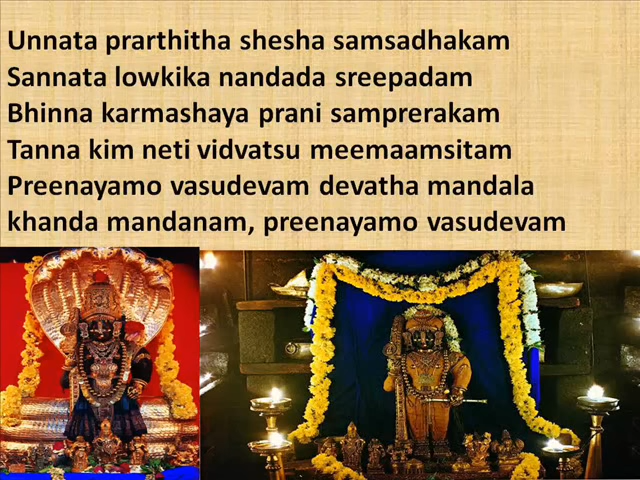 Unnata prarthitha shesha samsadhakam
Sannata lowkika nandada sreepadam
Bhinna karmashaya prani samprerakam
Tanna kim neti vidvatsu meemaamsitam
Preenayamo vasudevam devatha mandala
khanda mandanam, preenayamo vasudevam